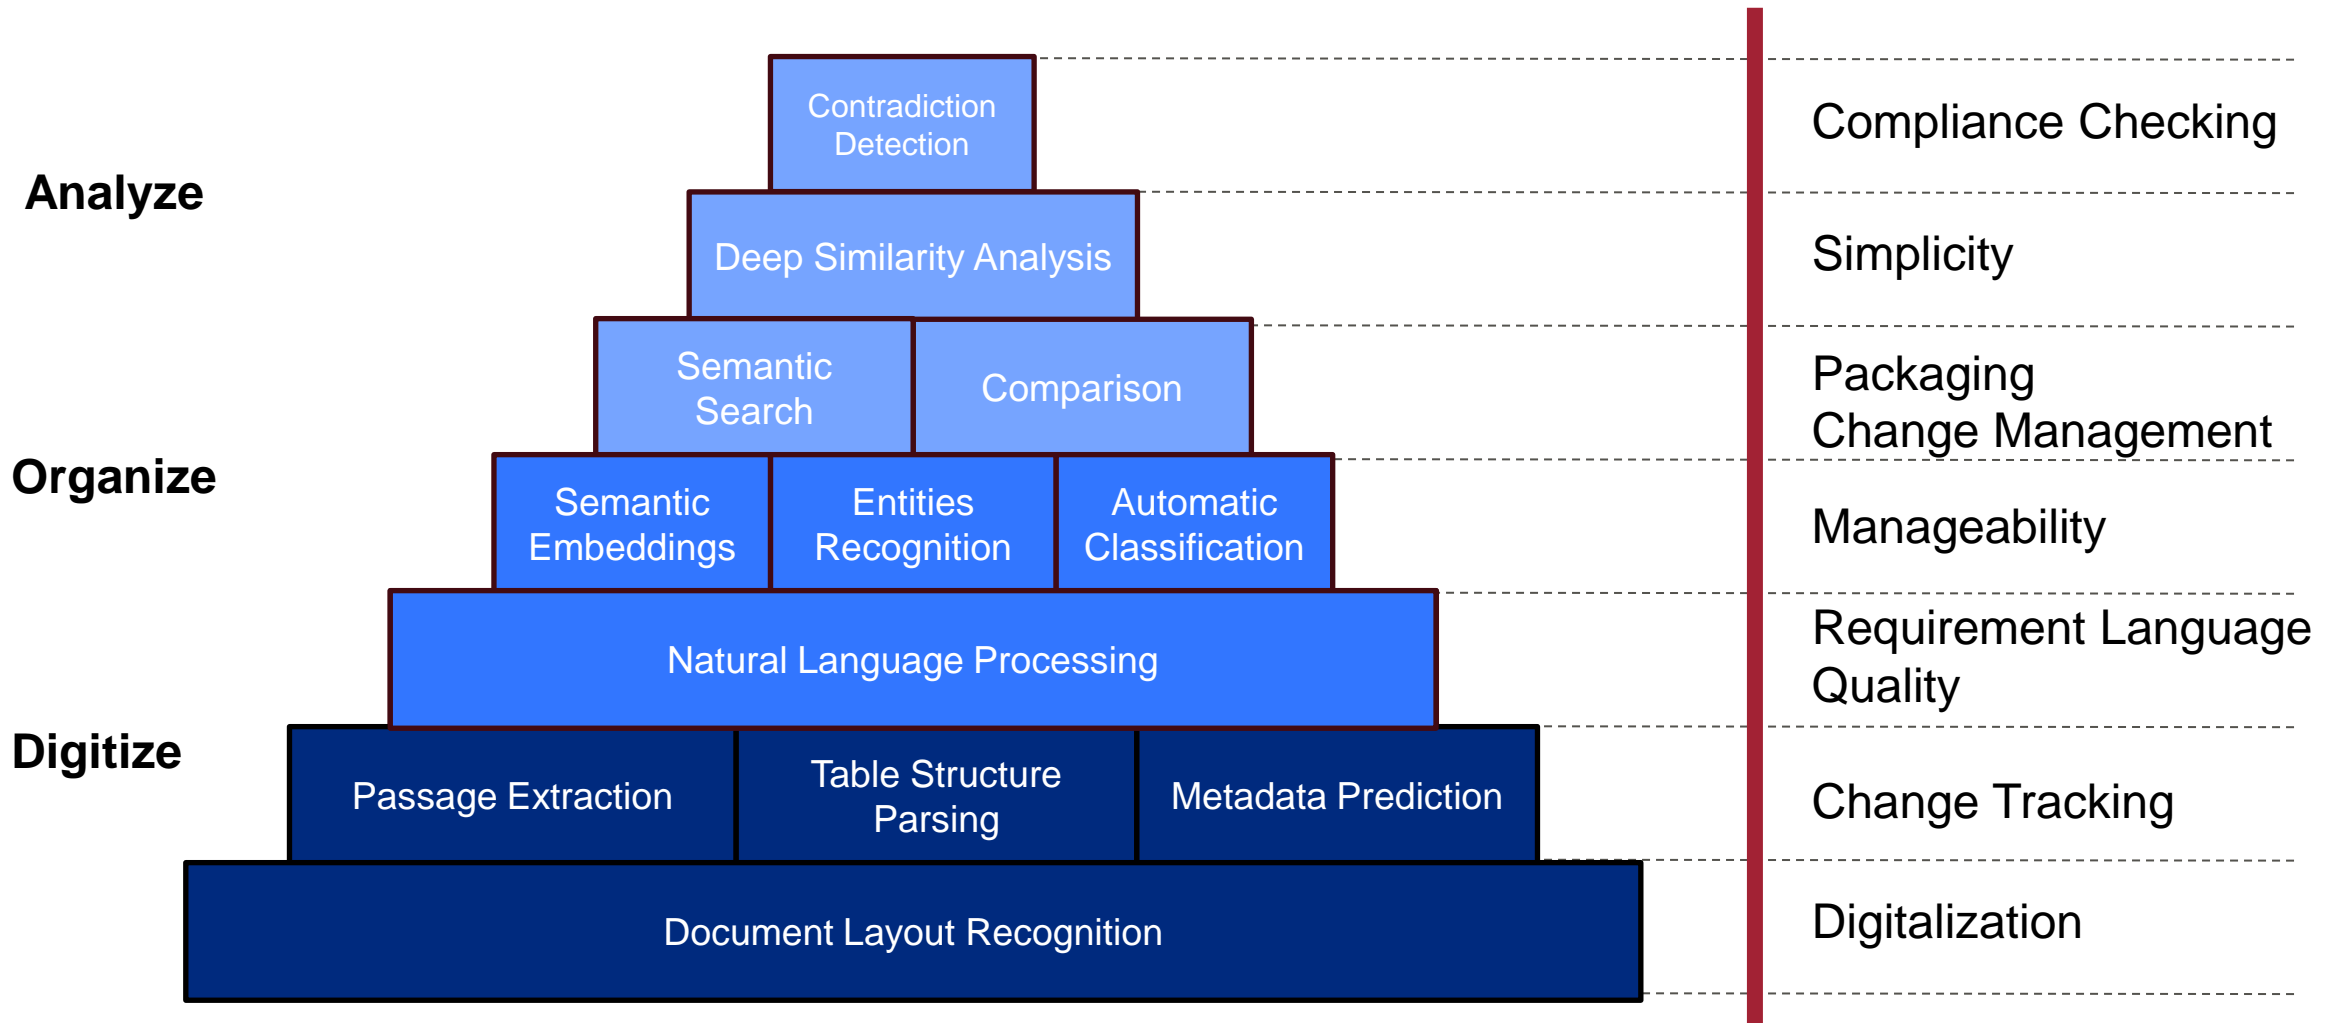 Contradiction
Detection
Compliance Checking
Analyze
Deep Similarity Analysis
Simplicity
Semantic
Search
Comparison
Packaging
Change Management
Organize
Semantic
Embeddings
Entities
Recognition
Automatic
Classification
Manageability
Natural Language Processing
Requirement Language
Quality
Digitize
Passage Extraction
Table Structure
Parsing
Metadata Prediction
Change Tracking
Document Layout Recognition
Digitalization